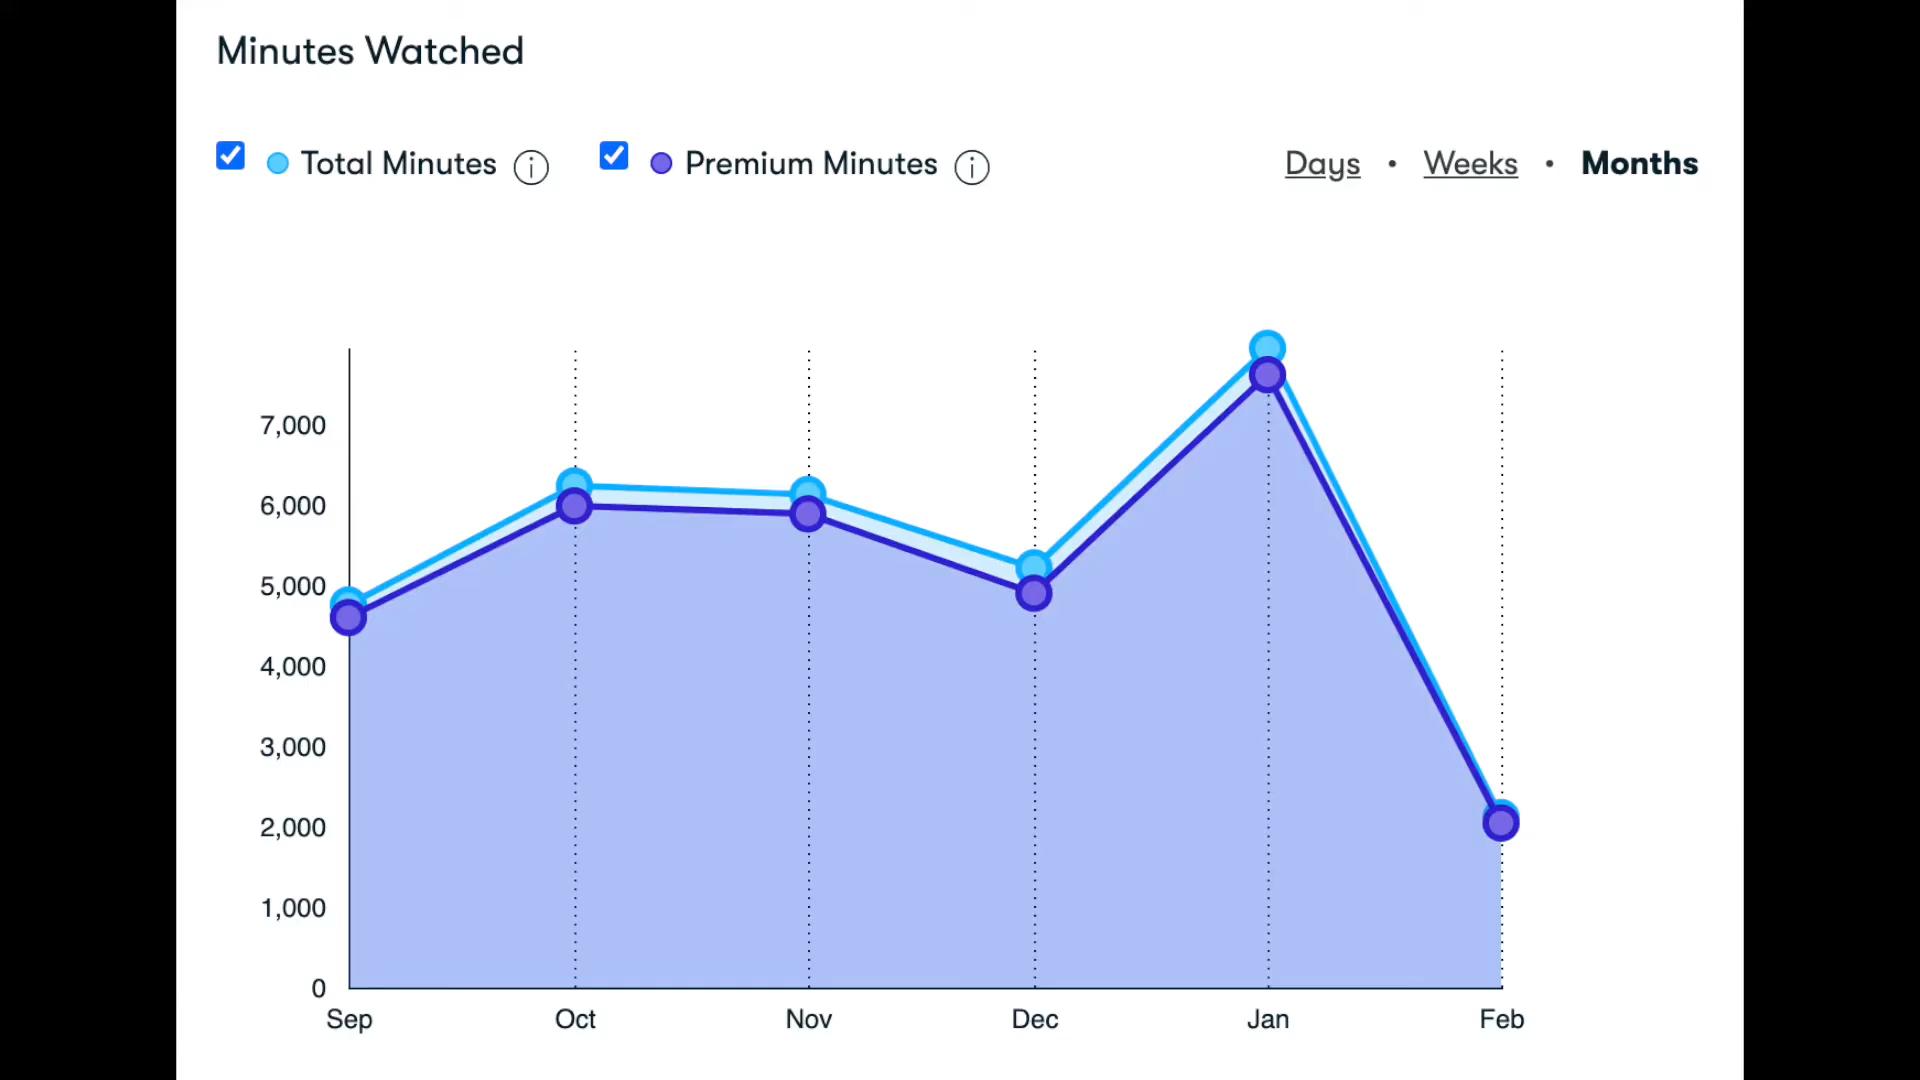 Minutes Watched
Total Minutes Premium Minutes Days • Weeks • Months
7,000
6,000
5,000
4,000
3,000
2,000
1,000
0
Sep Oct Nov Dec Jan Feb